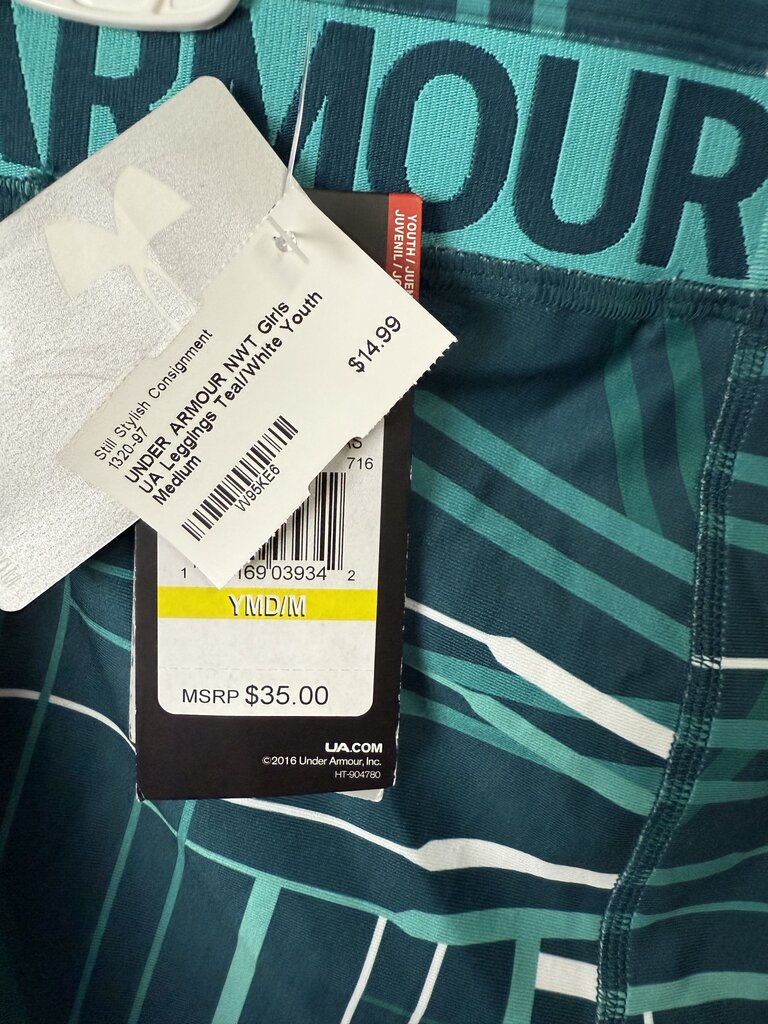 ARMOUR
YOUTH /
JUVENIL /
Still Stylish Consignment
1320-97
UNDER ARMOUR NWT Girls
UA Leggings Teal/White Youth
Medium
$14.99
W95KE6
716
1 169 03934 2
YMD/M
MSRP $35.00
UA.COM
©2016 Under Armour, Inc.
HT-904780